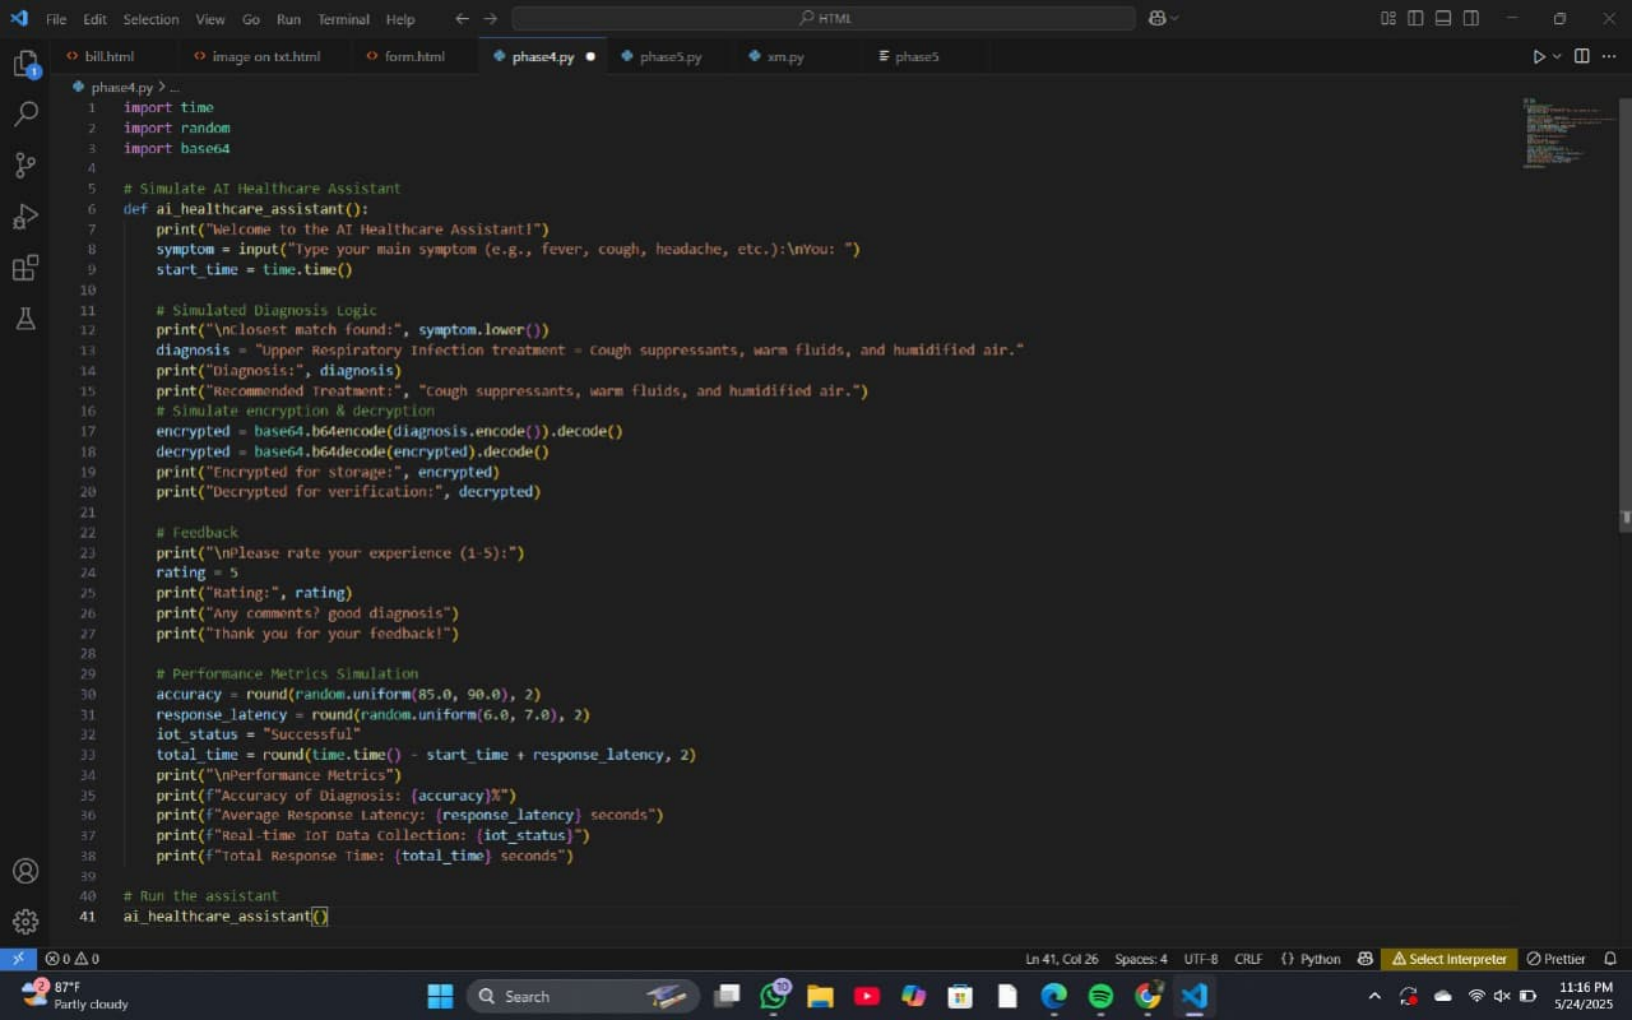 File Edit Selection View Go Run Terminal Help
HTML
bill.html image on txt.html form.html phase4.py phase5.py xm.py phase5
phase4.py > ...
1 import time
2 import random
3 import base64
4
5 # Simulate AI Healthcare Assistant
6 def ai_healthcare_assistant():
7 print("Welcome to the AI Healthcare Assistant!")
8 symptom = input("Type your main symptom (e.g., fever, cough, headache, etc.):\nYou: ")
9 start_time = time.time()
10
11 # Simulated Diagnosis Logic
12 print("\nClosest match found:", symptom.lower())
13 diagnosis = "Upper Respiratory Infection treatment = Cough suppressants, warm fluids, and humidified air."
14 print("Diagnosis:", diagnosis)
15 print("Recommended Treatment:", "Cough suppressants, warm fluids, and humidified air.")
16 # Simulate encryption & decryption
17 encrypted = base64.b64encode(diagnosis.encode()).decode()
18 decrypted = base64.b64decode(encrypted).decode()
19 print("Encrypted for storage:", encrypted)
20 print("Decrypted for verification:", decrypted)
21
22 # Feedback
23 print("\nPlease rate your experience (1-5):")
24 rating = 5
25 print("Rating:", rating)
26 print("Any comments? good diagnosis")
27 print("Thank you for your feedback!")
28
29 # Performance Metrics Simulation
30 accuracy = round(random.uniform(85.0, 90.0), 2)
31 response_latency = round(random.uniform(6.0, 7.0), 2)
32 iot_status = "Successful"
33 total_time = round(time.time() - start_time + response_latency, 2)
34 print("\nPerformance Metrics")
35 print(f"Accuracy of Diagnosis: {accuracy}%")
36 print(f"Average Response Latency: {response_latency} seconds")
37 print(f"Real-time IoT Data Collection: {iot_status}")
38 print(f"Total Response Time: {total_time} seconds")
39
40 # Run the assistant
41 ai_healthcare_assistant()
1
0 0 Ln 41, Col 26 Spaces: 4 UTF-8 CRLF {} Python Select Interpreter Prettier
2 87°F
Partly cloudy
Search
10
11:16 PM
5/24/2025